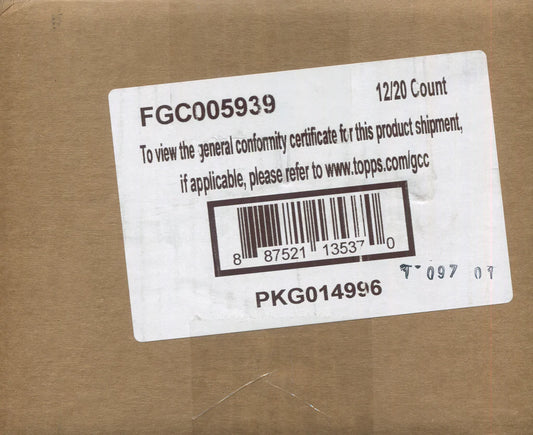 FGC005939
12/20 Count
To view the general conformity certificate for this product shipment,
if applicable, please refer to www.topps.com/gcc
8 87521 13537 0
PKG014996
097 07